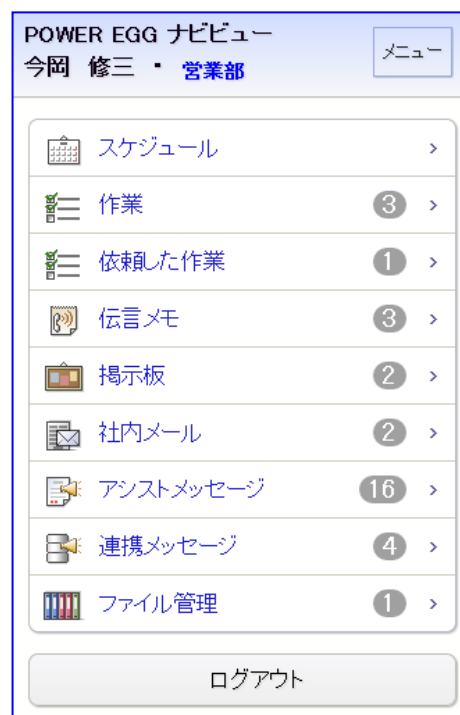 POWER EGG ナビビュー
メニュー
今岡 修三 ・ 営業部
スケジュール
作業 3
依頼した作業 1
伝言メモ 3
掲示板 2
社内メール 2
アシストメッセージ 16
連携メッセージ 4
ファイル管理 1
ログアウト